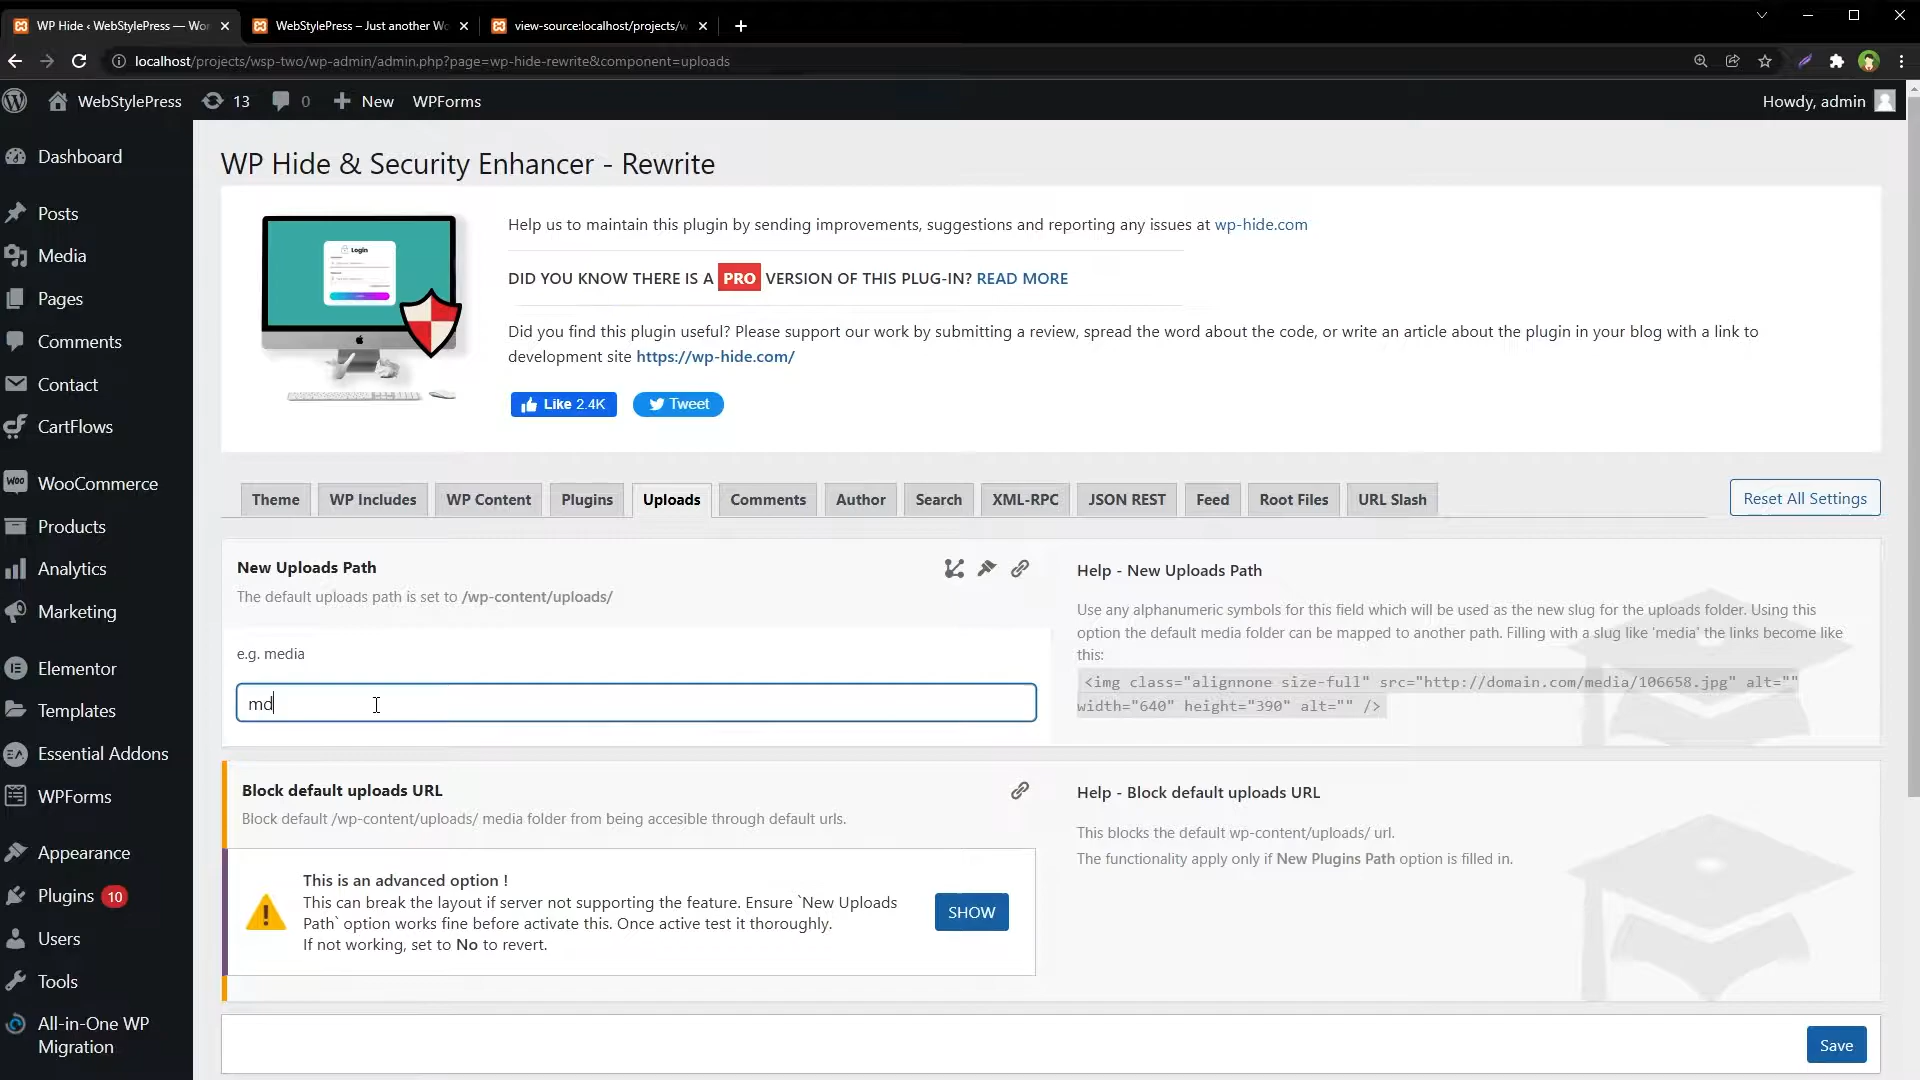 WP Hide ‹ WebStylePress — Wor
WebStylePress – Just another Wo
view-source:localhost/projects/w
localhost/projects/wsp-two/wp-admin/admin.php?page=wp-hide-rewrite&component=uploads
WebStylePress
13
0
New
WPForms
Howdy, admin
Dashboard
Posts
Media
Pages
Comments
Contact
CartFlows
WooCommerce
Products
Analytics
Marketing
Elementor
Templates
Essential Addons
WPForms
Appearance
Plugins 10
Users
Tools
All-in-One WP
Migration
WP Hide & Security Enhancer - Rewrite
Login
Help us to maintain this plugin by sending improvements, suggestions and reporting any issues at wp-hide.com
DID YOU KNOW THERE IS A PRO VERSION OF THIS PLUG-IN? READ MORE
Did you find this plugin useful? Please support our work by submitting a review, spread the word about the code, or write an article about the plugin in your blog with a link to
development site https://wp-hide.com/
Like 2.4K
Tweet
Theme
WP Includes
WP Content
Plugins
Uploads
Comments
Author
Search
XML-RPC
JSON REST
Feed
Root Files
URL Slash
Reset All Settings
New Uploads Path
The default uploads path is set to /wp-content/uploads/
e.g. media
md
Help - New Uploads Path
Use any alphanumeric symbols for this field which will be used as the new slug for the uploads folder. Using this
option the default media folder can be mapped to another path. Filling with a slug like 'media' the links become like
this:
<img class="alignnone size-full" src="http://domain.com/media/106658.jpg" alt=""
width="640" height="390" alt="" />
Block default uploads URL
Block default /wp-content/uploads/ media folder from being accesible through default urls.
This is an advanced option !
This can break the layout if server not supporting the feature. Ensure `New Uploads
Path` option works fine before activate this. Once active test it thoroughly.
If not working, set to No to revert.
SHOW
Help - Block default uploads URL
This blocks the default wp-content/uploads/ url.
The functionality apply only if New Plugins Path option is filled in.
Save